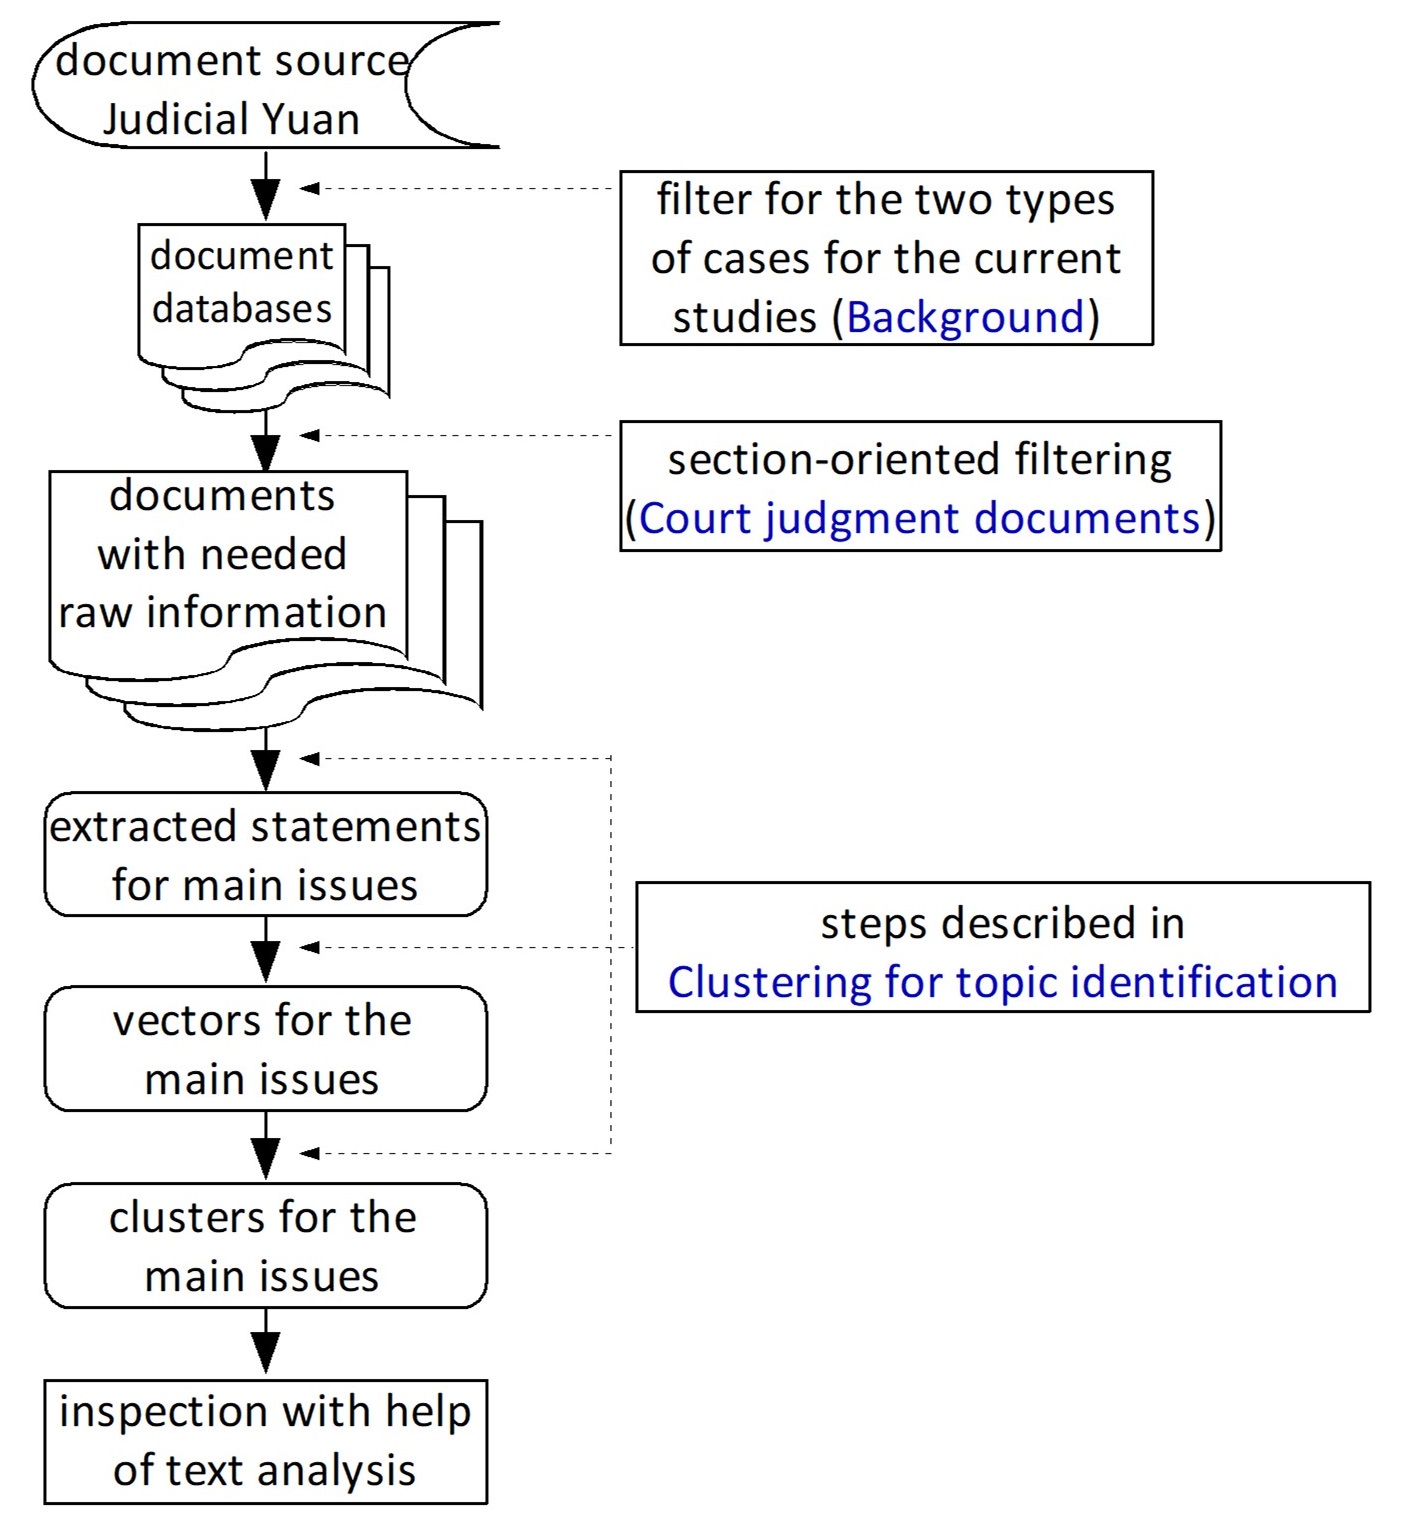 document source
Judicial Yuan
filter for the two types
of cases for the current
studies (Background)
document
databases
section-oriented filtering
(Court judgment documents)
documents
with needed
raw information
extracted statements
for main issues
steps described in
Clustering for topic identification
vectors for the
main issues
clusters for the
main issues
inspection with help
of text analysis